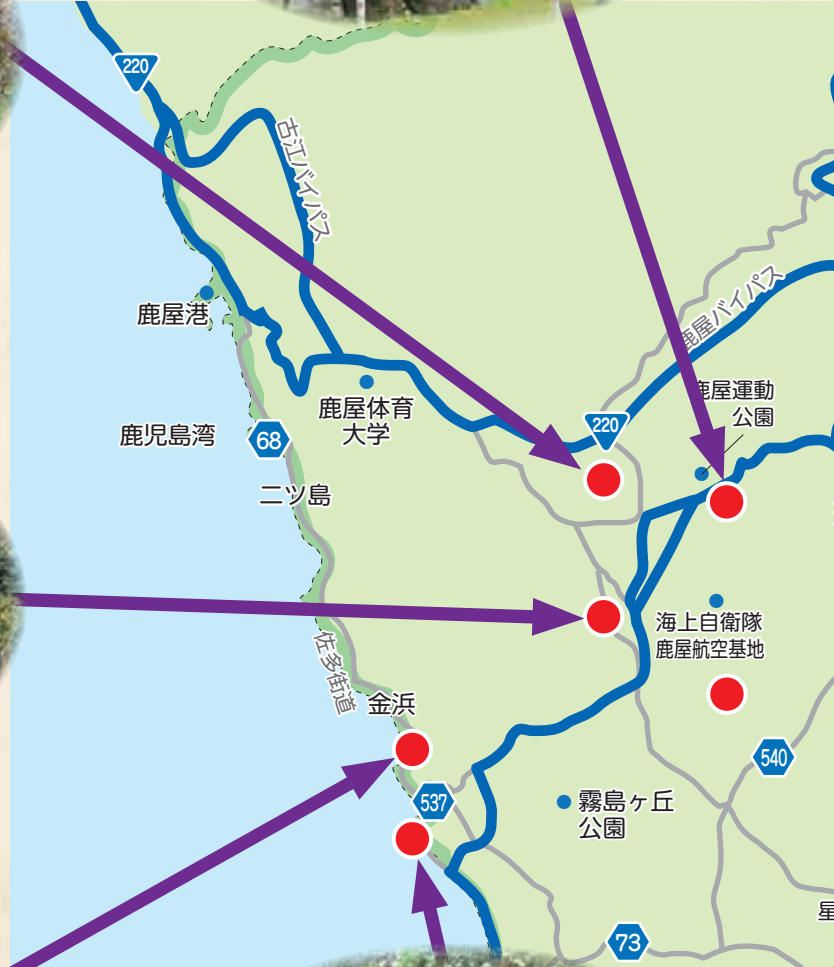 220
古江バイパス
鹿屋港
鹿屋バイパス
鹿屋運動
公園
鹿児島湾
68
鹿屋体育
大学
220
二ツ島
海上自衛隊
鹿屋航空基地
佐多街道
金浜
540
537
霧島ヶ丘
公園
星
73